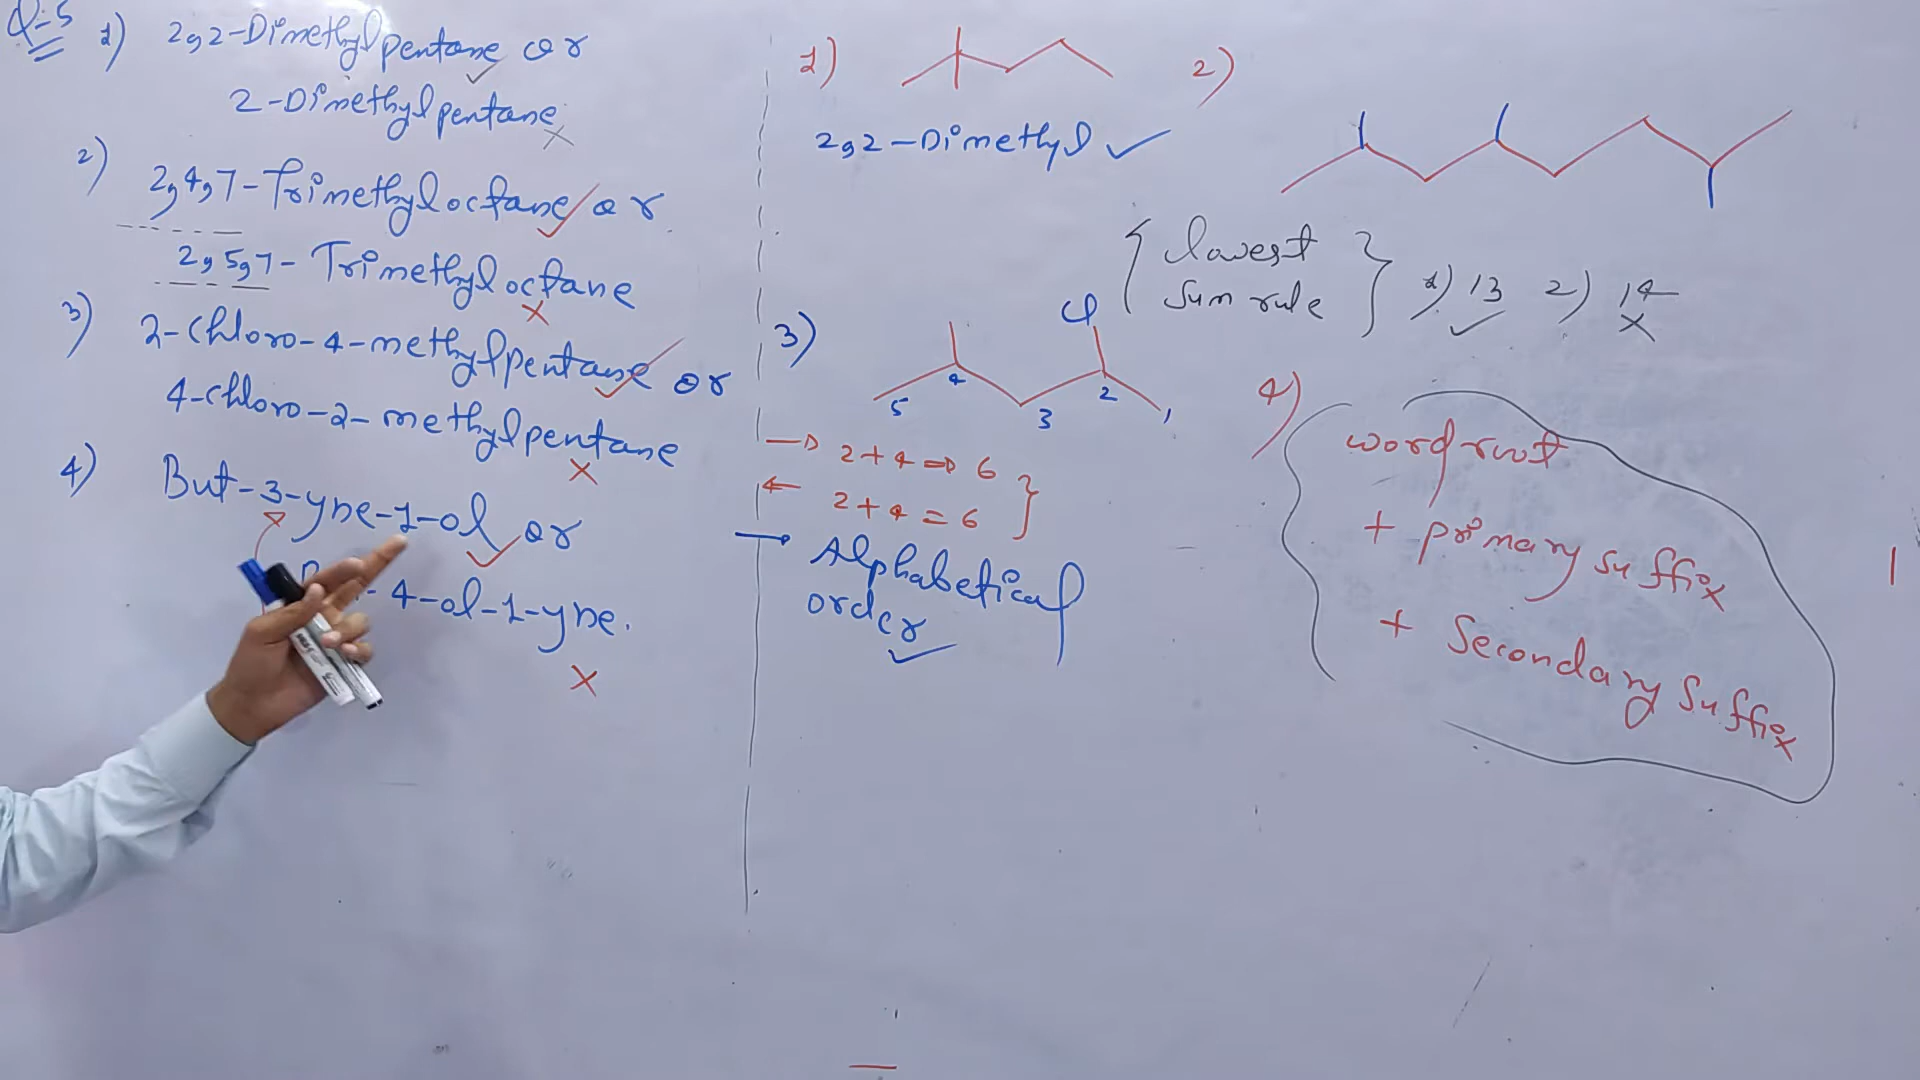 Q-5
1) 2,2-Dimethylpentane or
2-Dimethylpentane
2) 2,4,7-Trimethyloctane or
2,5,7-Trimethyloctane
3) 2-Chloro-4-methylpentane or
4-chloro-2-methylpentane
4) But-3-yne-1-ol or
-4-ol-1-yne.
1)
2,2-Dimethyl ✓
2)
{ lowest
sum rule }
1) 13 2) 14
3)
Cl
5 4 3 2 1
→ 2+4 ⇒ 6
← 2+4 = 6 }
→ Alphabetical
order
4) word root
+ primary suffix
+ Secondary Suffix